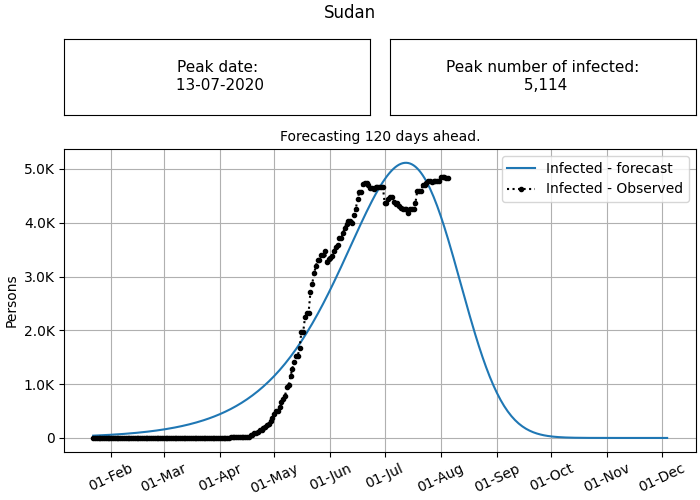 Sudan
Peak date:
13-07-2020
Peak number of infected:
5,114
Forecasting 120 days ahead.
Infected - forecast
Infected - Observed
Persons
5.0K
4.0K
3.0K
2.0K
1.0K
0
01-Feb
01-Mar
01-Apr
01-May
01-Jun
01-Jul
01-Aug
01-Sep
01-Oct
01-Nov
01-Dec